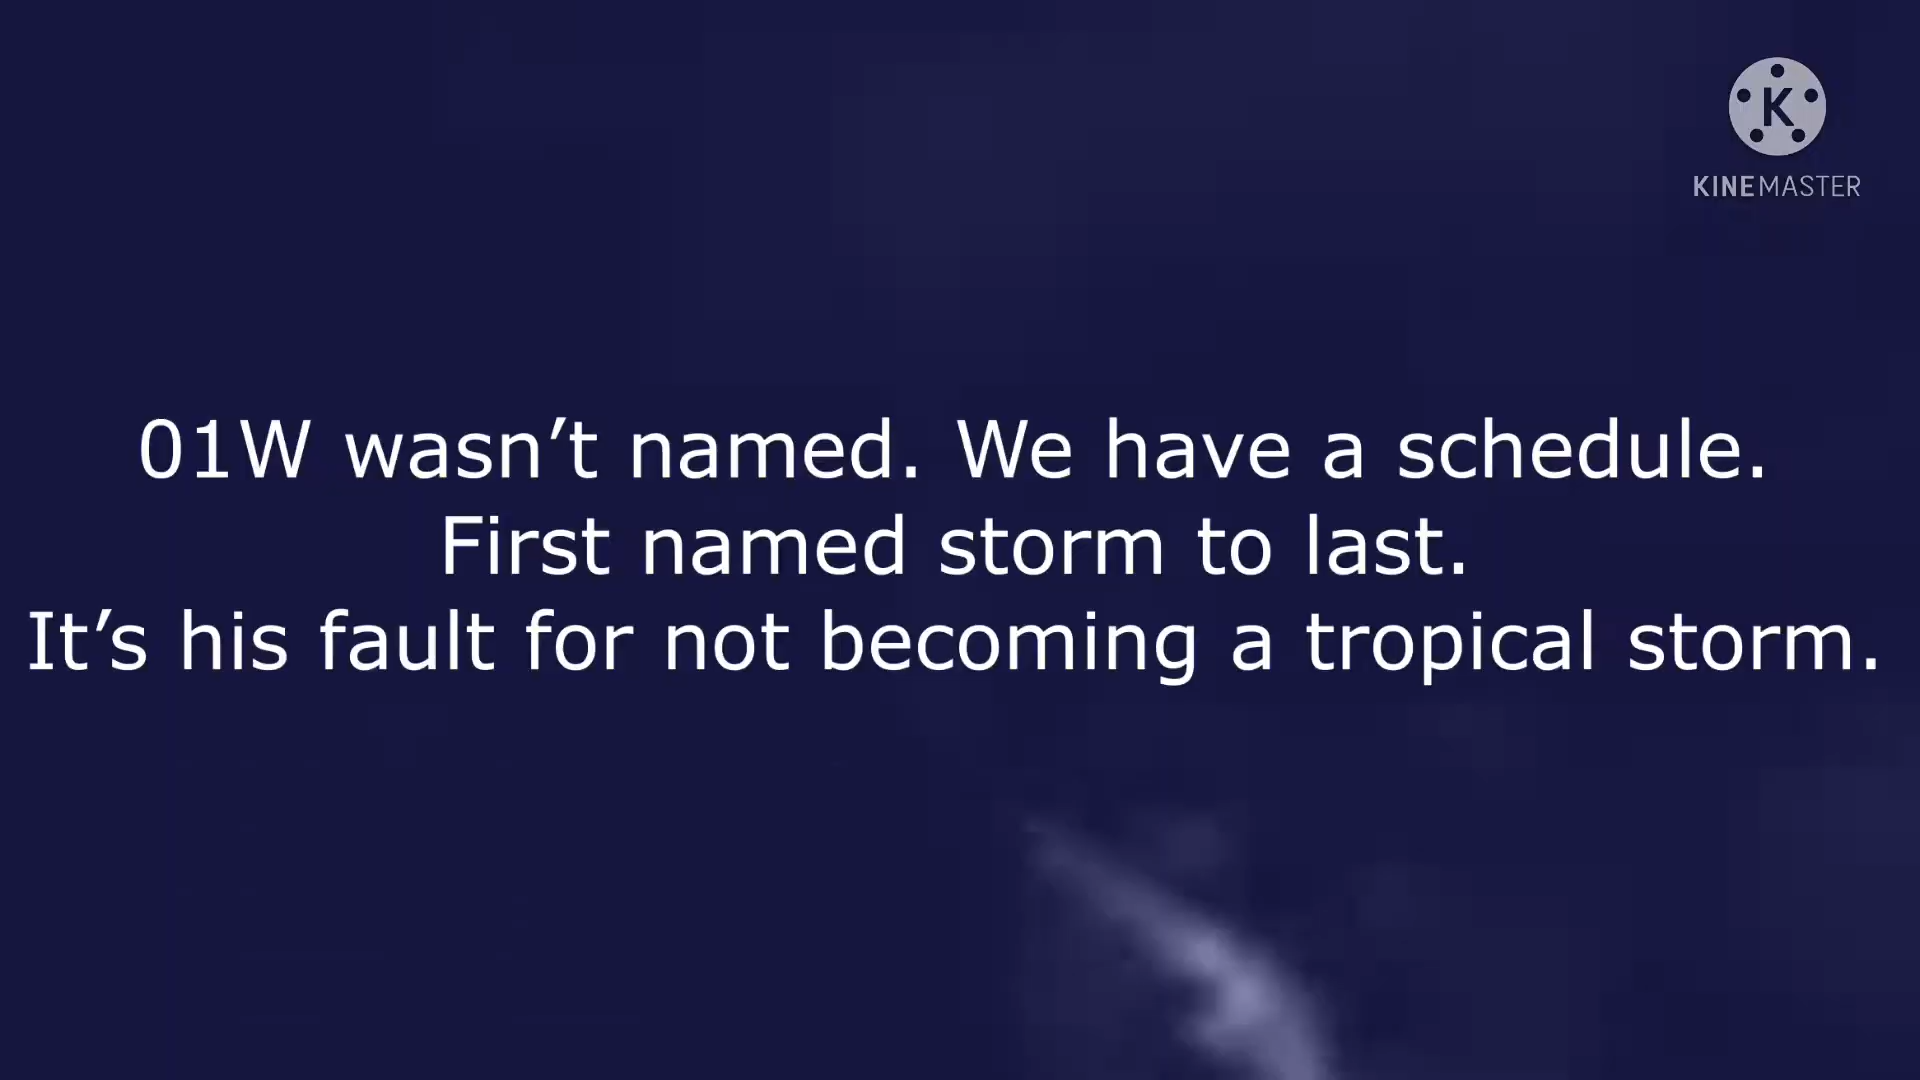 K
KINEMASTER
01W wasn’t named. We have a schedule.
First named storm to last.
It’s his fault for not becoming a tropical storm.